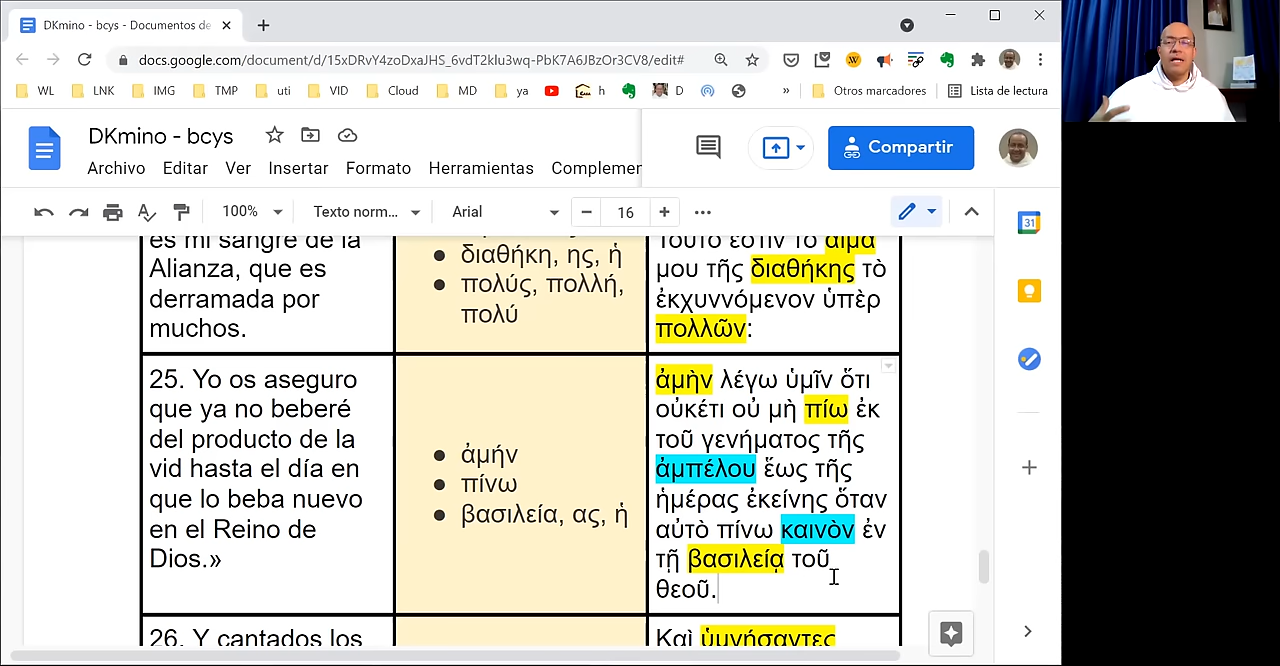 DKmino - bcys - Documentos de
docs.google.com/document/d/15xDRvY4zoDxaJHS_6vdT2klu3wq-PbK7A6JBzOr3CV8/edit#
WL LNK IMG TMP uti VID Cloud MD ya h D » Otros marcadores Lista de lectura
DKmino - bcys
Compartir
Archivo Editar Ver Insertar Formato Herramientas Complemen
100% Texto norm... Arial 16
31
es mi sangre de la
Alianza, que es
derramada por
muchos.
διαθήκη, ης, ἡ
πολύς, πολλή,
πολύ
Τοῦτό ἐστιν τὸ αἷμά
μου τῆς διαθήκης τὸ
ἐκχυννόμενον ὑπὲρ
πολλῶν:
25. Yo os aseguro
que ya no beberé
del producto de la
vid hasta el día en
que lo beba nuevo
en el Reino de
Dios.»
ἀμήν
πίνω
βασιλεία, ας, ἡ
ἀμὴν λέγω ὑμῖν ὅτι
οὐκέτι οὐ μὴ πίω ἐκ
τοῦ γενήματος τῆς
ἀμπέλου ἕως τῆς
ἡμέρας ἐκείνης ὅταν
αὐτὸ πίνω καινὸν ἐν
τῇ βασιλείᾳ τοῦ
θεοῦ.
26. Y cantados los
Καὶ ὑμνήσαντες